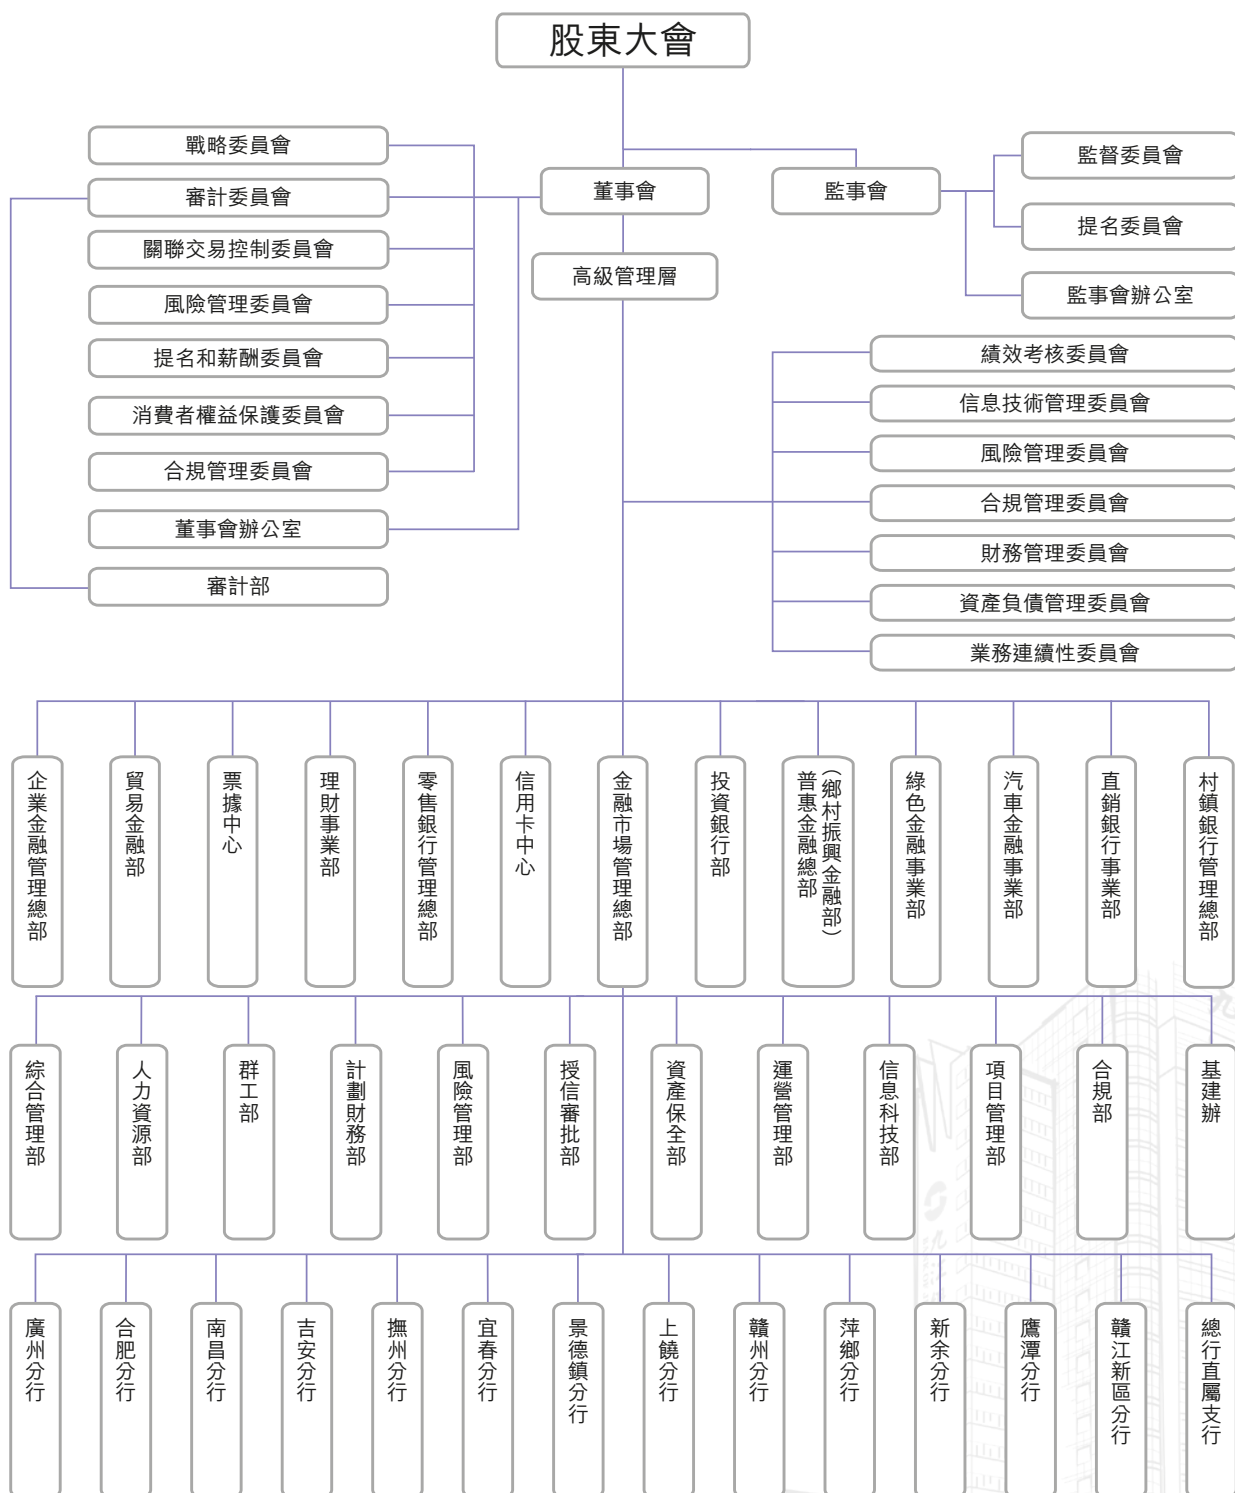 股東大會
戰略委員會
審計委員會
關聯交易控制委員會
風險管理委員會
提名和薪酬委員會
消費者權益保護委員會
合規管理委員會
董事會辦公室
審計部
董事會
高級管理層
監事會
監督委員會
提名委員會
監事會辦公室
績效考核委員會
信息技術管理委員會
風險管理委員會
合規管理委員會
財務管理委員會
資產負債管理委員會
業務連續性委員會
企業金融管理總部
貿易金融部
票據中心
理財事業部
零售銀行管理總部
信用卡中心
金融市場管理總部
投資銀行部
普惠金融總部
（鄉村振興金融部）
綠色金融事業部
汽車金融事業部
直銷銀行事業部
村鎮銀行管理總部
綜合管理部
人力資源部
群工部
計劃財務部
風險管理部
授信審批部
資產保全部
運營管理部
信息科技部
項目管理部
合規部
基建辦
廣州分行
合肥分行
南昌分行
吉安分行
撫州分行
宜春分行
景德鎮分行
上饒分行
贛州分行
萍鄉分行
新余分行
鷹潭分行
贛江新區分行
總行直屬支行